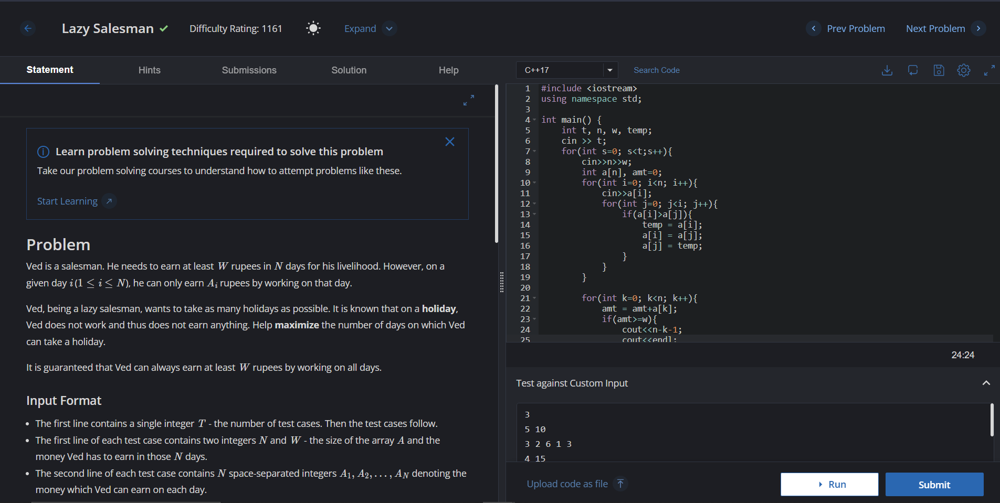 Lazy Salesman
Difficulty Rating: 1161
Expand
Prev Problem
Next Problem
Statement
Hints
Submissions
Solution
Help
Learn problem solving techniques required to solve this problem
Take our problem solving courses to understand how to attempt problems like these.
Start Learning
Problem
Ved is a salesman. He needs to earn at least W rupees in N days for his livelihood. However, on a
given day i (1 ≤ i ≤ N), he can only earn A_i rupees by working on that day.
Ved, being a lazy salesman, wants to take as many holidays as possible. It is known that on a holiday,
Ved does not work and thus does not earn anything. Help maximize the number of days on which Ved
can take a holiday.
It is guaranteed that Ved can always earn at least W rupees by working on all days.
Input Format
• The first line contains a single integer T - the number of test cases. Then the test cases follow.
• The first line of each test case contains two integers N and W - the size of the array A and the
money Ved has to earn in those N days.
• The second line of each test case contains N space-separated integers A_1, A_2, ..., A_N denoting the
money which Ved can earn on each day.
C++17
Search Code
1 #include <iostream>
2 using namespace std;
3
4 int main() {
5 int t, n, w, temp;
6 cin >> t;
7 for(int s=0; s<t;s++){
8 cin>>n>>w;
9 int a[n], amt=0;
10 for(int i=0; i<n; i++){
11 cin>>a[i];
12 for(int j=0; j<i; j++){
13 if(a[i]>a[j]){
14 temp = a[i];
15 a[i] = a[j];
16 a[j] = temp;
17 }
18 }
19 }
20
21 for(int k=0; k<n; k++){
22 amt = amt+a[k];
23 if(amt>=w){
24 cout<<n-k-1;
25 cout<<endl;
24:24
Test against Custom Input
3
5 10
3 2 6 1 3
4 15
Upload code as file
Run
Submit